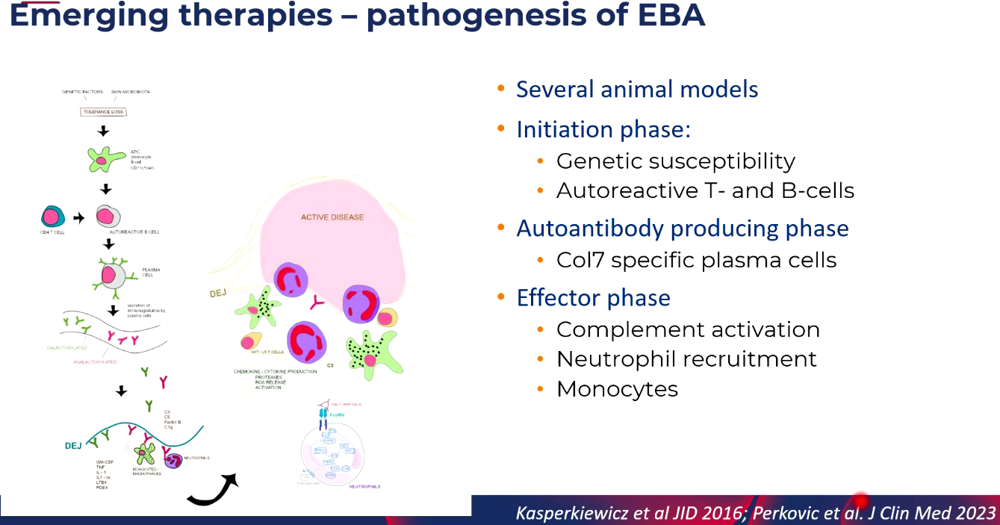 Emerging therapies – pathogenesis of EBA
GENETIC FACTORS SKIN MICROBIOTA
TOLERANCE LOSS
APC
(monocyte
B cell
CD11c+cell)
CD4 T CELL
AUTOREACTIVE B CELL
PLASMA
CELL
secretion of
immunoglobulins by
plasma cells
GALACTOSYLATED
AGALACTOSYLATED
C3
C5
Factor B
C1q
DEJ
GM-CSF
TNF
IL - 1
IL1 - ra
LTB4
PDE4
MONOCYTES /
MACROPHAGES
NEUTROPHILS
ACTIVE DISEASE
DEJ
NKT / γδ T CELLS
C3
CHEMOKINE / CYTOKINE PRODUCTION
PROTEASES
ROS RELEASE
ACTIVATION
FcγRIV
NEUTROPHILS
• Several animal models
• Initiation phase:
• Genetic susceptibility
• Autoreactive T- and B-cells
• Autoantibody producing phase
• Col7 specific plasma cells
• Effector phase
• Complement activation
• Neutrophil recruitment
• Monocytes
Kasperkiewicz et al JID 2016; Perkovic et al. J Clin Med 2023